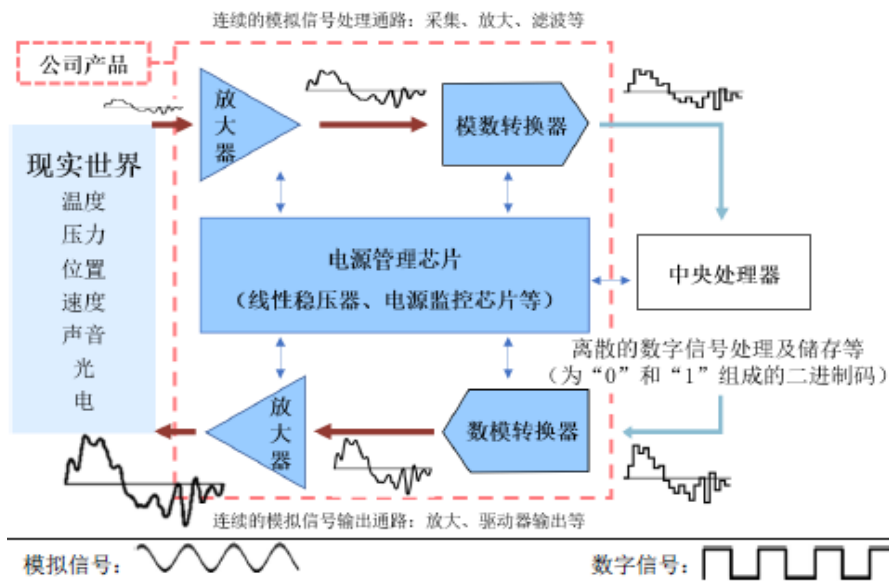 连续的模拟信号处理通路：采集、放大、滤波等
公司产品
放
大
器
模数转换器
现实世界
温度
压力
位置
速度
声音
光
电
电源管理芯片
（线性稳压器、电源监控芯片等）
中央处理器
离散的数字信号处理及储存等
（为“0”和“1”组成的二进制码）
放
大
器
数模转换器
连续的模拟信号输出通路：放大、驱动器输出等
模拟信号：
数字信号：